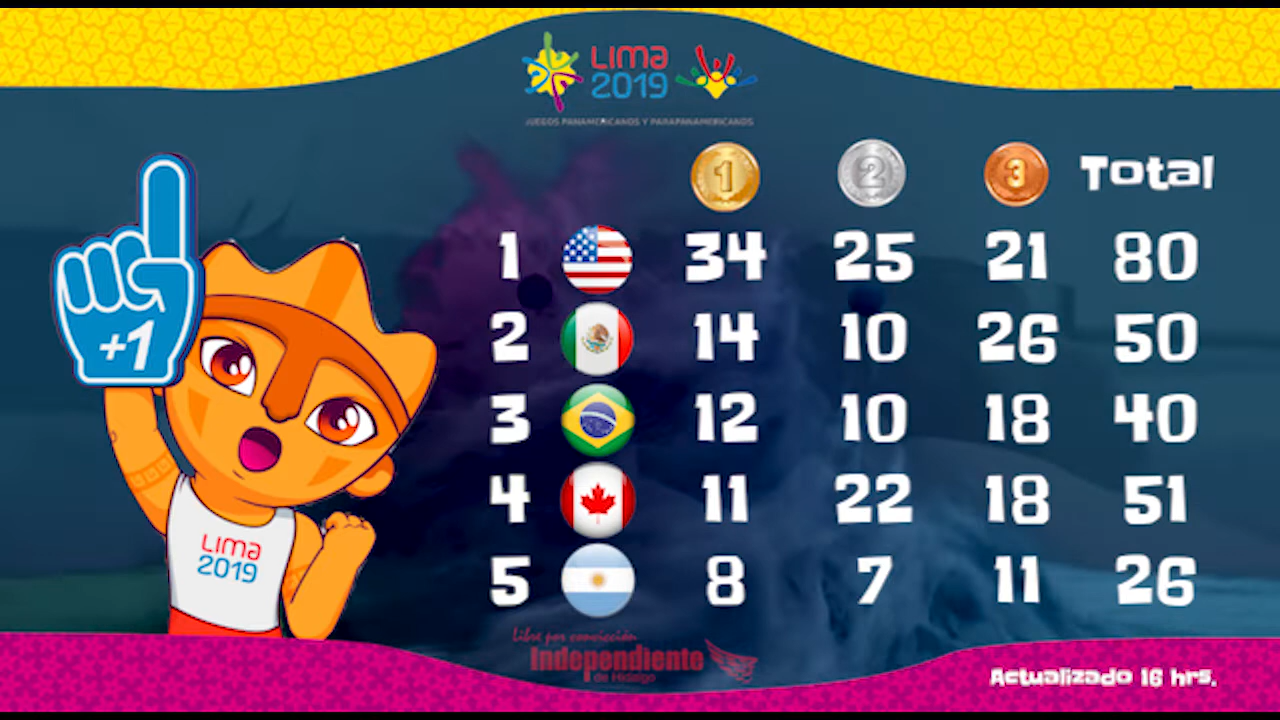 LIMA
2019
JUEGOS PANAMERICANOS Y PARAPANAMERICANOS
1 2 3 Total
1 34 25 21 80
2 14 10 26 50
3 12 10 18 40
4 11 22 18 51
5 8 7 11 26
+1
LIMA
2019
Libre por convicción
Independiente
de Hidalgo
Actualizado 16 hrs.